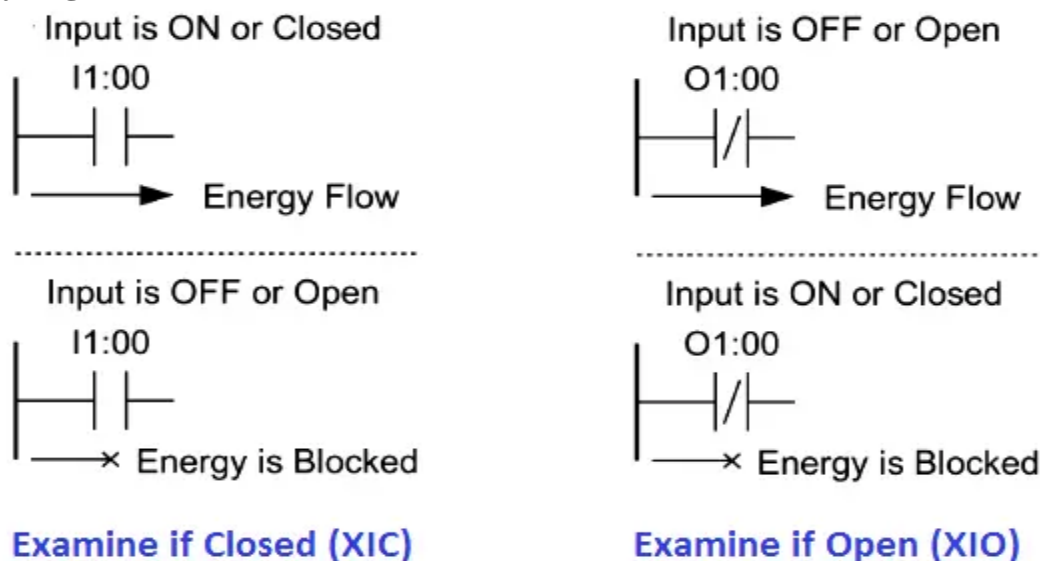 Input is ON or Closed
I1:00
Energy Flow
Input is OFF or Open
I1:00
Energy is Blocked
Examine if Closed (XIC)
Input is OFF or Open
O1:00
Energy Flow
Input is ON or Closed
O1:00
Energy is Blocked
Examine if Open (XIO)